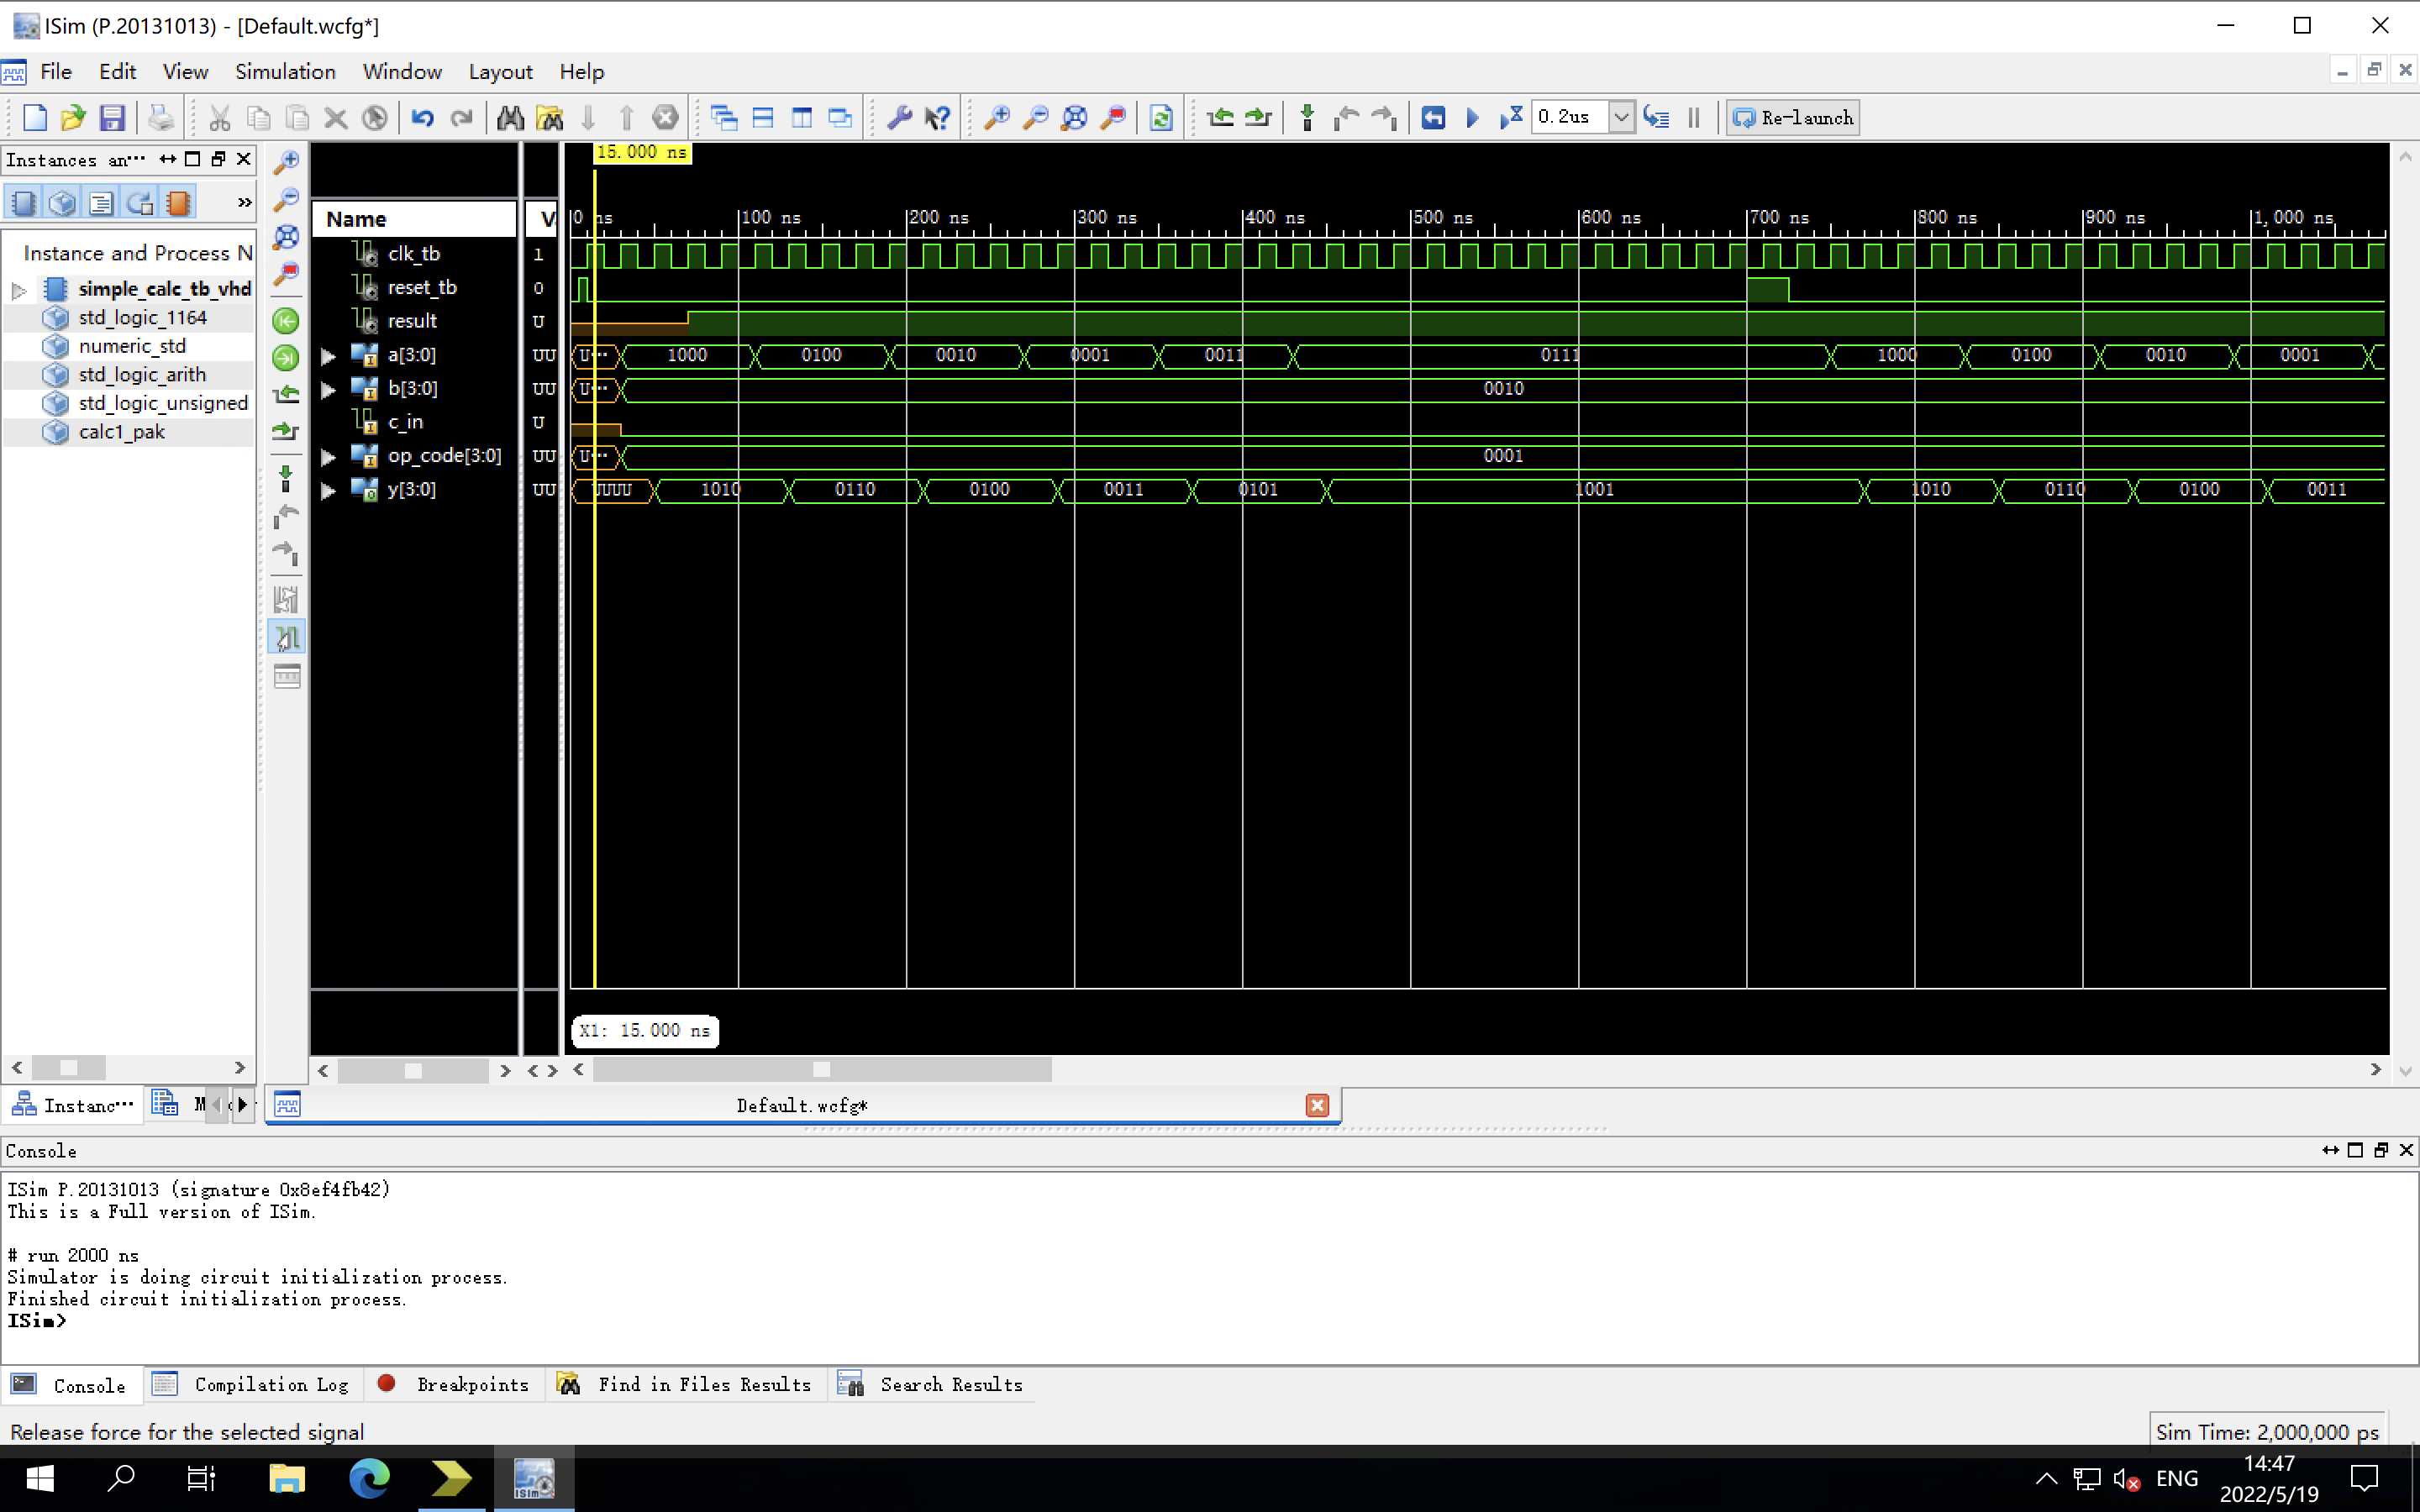 ISim (P.20131013) - [Default.wcfg*]
File Edit View Simulation Window Layout Help
0.2us
Re-launch
Instances an···
Instance and Process N
simple_calc_tb_vhd
std_logic_1164
numeric_std
std_logic_arith
std_logic_unsigned
calc1_pak
15.000 ns
Name V
0 ns 100 ns 200 ns 300 ns 400 ns 500 ns 600 ns 700 ns 800 ns 900 ns 1,000 ns
clk_tb 1
reset_tb 0
result U
a[3:0] UU U··· 1000 0100 0010 0001 0011 0111 1000 0100 0010 0001
b[3:0] UU U··· 0010
c_in U
op_code[3:0] UU U··· 0001
y[3:0] UU UUUU 1010 0110 0100 0011 0101 1001 1010 0110 0100 0011
X1: 15.000 ns
Instanc···
Default.wcfg*
Console
ISim P.20131013 (signature 0x8ef4fb42)
This is a Full version of ISim.
# run 2000 ns
Simulator is doing circuit initialization process.
Finished circuit initialization process.
ISim>
Console Compilation Log Breakpoints Find in Files Results Search Results
Release force for the selected signal
Sim Time: 2,000,000 ps
ISim
ENG
14:47
2022/5/19